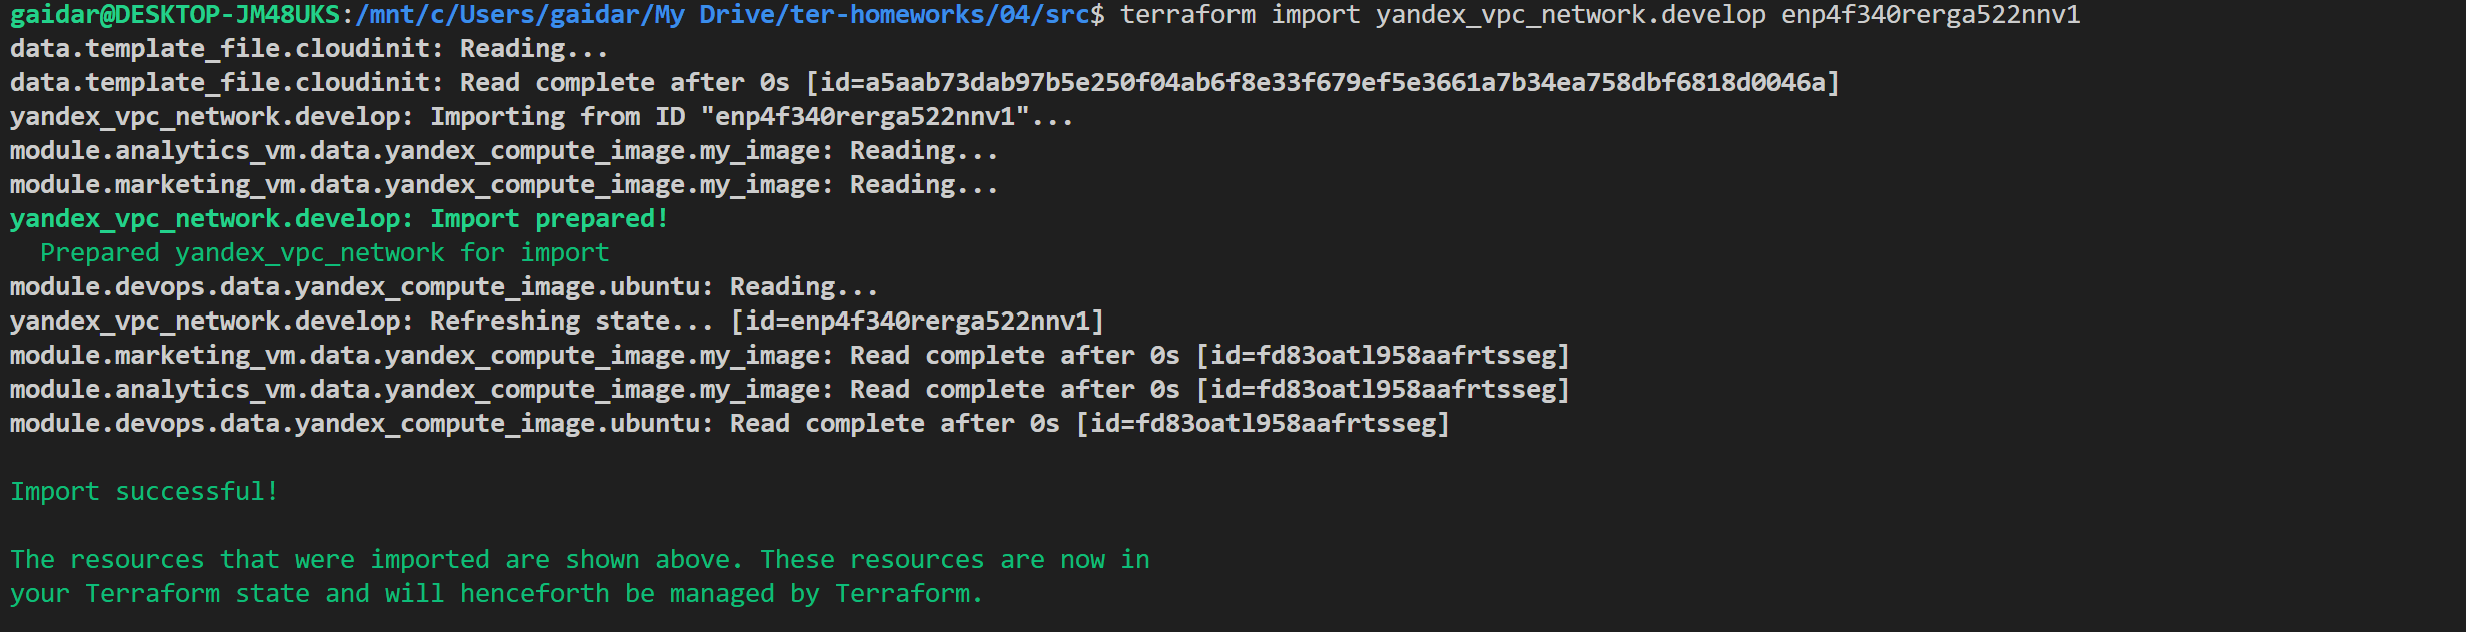 gaidar@DESKTOP-JM48UKS:/mnt/c/Users/gaidar/My Drive/ter-homeworks/04/src$ terraform import yandex_vpc_network.develop enp4f340rerga522nnv1
data.template_file.cloudinit: Reading...
data.template_file.cloudinit: Read complete after 0s [id=a5aab73dab97b5e250f04ab6f8e33f679ef5e3661a7b34ea758dbf6818d0046a]
yandex_vpc_network.develop: Importing from ID "enp4f340rerga522nnv1"...
module.analytics_vm.data.yandex_compute_image.my_image: Reading...
module.marketing_vm.data.yandex_compute_image.my_image: Reading...
yandex_vpc_network.develop: Import prepared!
  Prepared yandex_vpc_network for import
module.devops.data.yandex_compute_image.ubuntu: Reading...
yandex_vpc_network.develop: Refreshing state... [id=enp4f340rerga522nnv1]
module.marketing_vm.data.yandex_compute_image.my_image: Read complete after 0s [id=fd83oatl958aafrtsseg]
module.analytics_vm.data.yandex_compute_image.my_image: Read complete after 0s [id=fd83oatl958aafrtsseg]
module.devops.data.yandex_compute_image.ubuntu: Read complete after 0s [id=fd83oatl958aafrtsseg]

Import successful!

The resources that were imported are shown above. These resources are now in
your Terraform state and will henceforth be managed by Terraform.